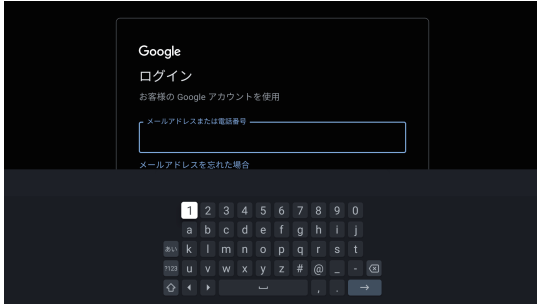 Google
ログイン
お客様の Google アカウントを使用
メールアドレスまたは電話番号
メールアドレスを忘れた場合
1 2 3 4 5 6 7 8 9 0
a b c d e f g h i j
あい k l m n o p q r s t
?123 u v w x y z # @ _ -
, .